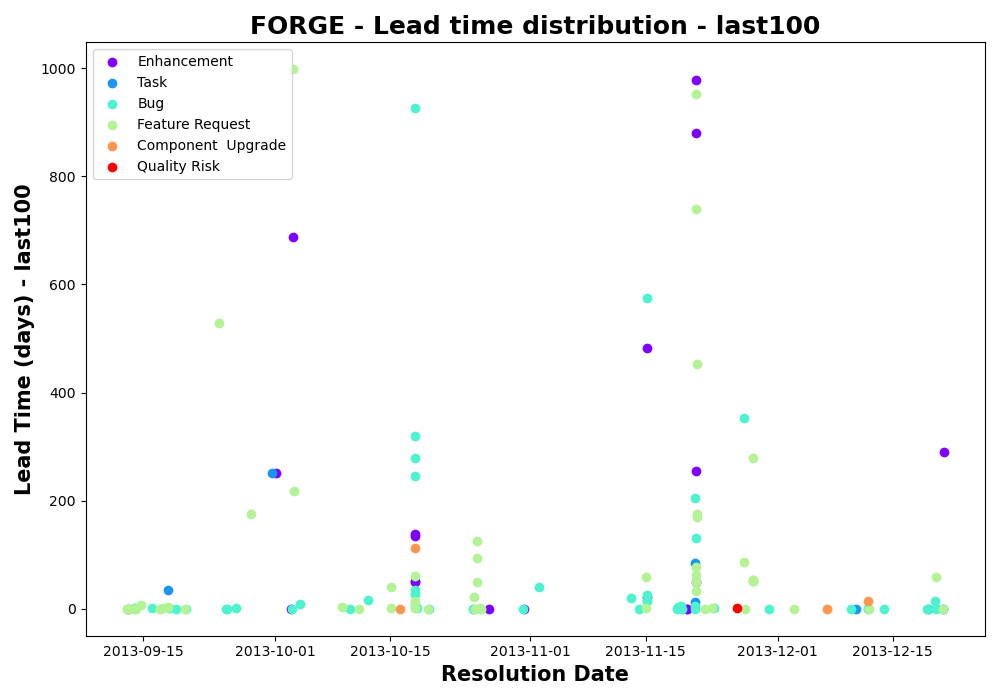 FORGE - Lead time distribution - last100
Enhancement
Task
Bug
Feature Request
Component  Upgrade
Quality Risk
Lead Time (days) - last100
1000
800
600
400
200
0
2013-09-15
2013-10-01
2013-10-15
2013-11-01
2013-11-15
2013-12-01
2013-12-15
Resolution Date